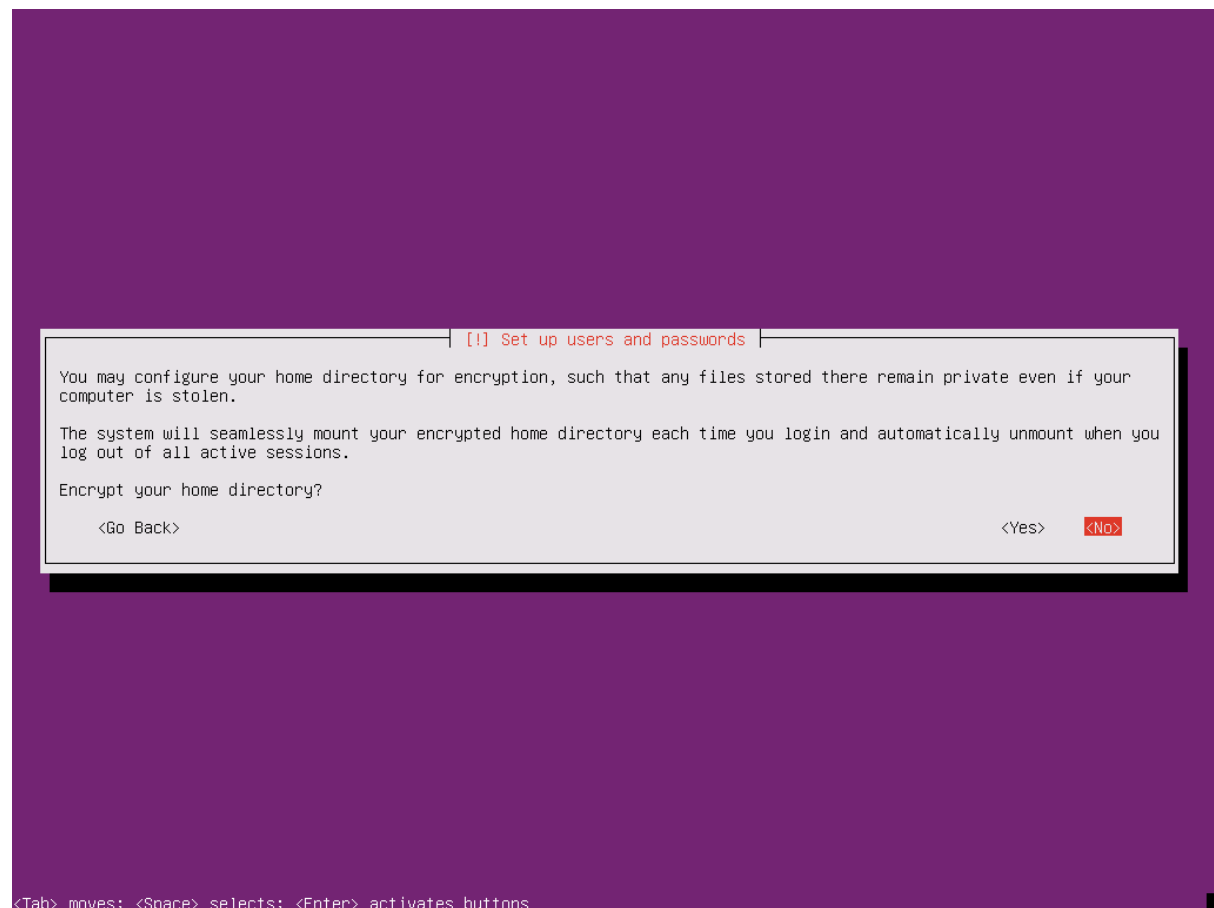 [!] Set up users and passwords
You may configure your home directory for encryption, such that any files stored there remain private even if your
computer is stolen.
The system will seamlessly mount your encrypted home directory each time you login and automatically unmount when you
log out of all active sessions.
Encrypt your home directory?
<Go Back> <Yes> <No>
<Tab> moves; <Space> selects; <Enter> activates buttons